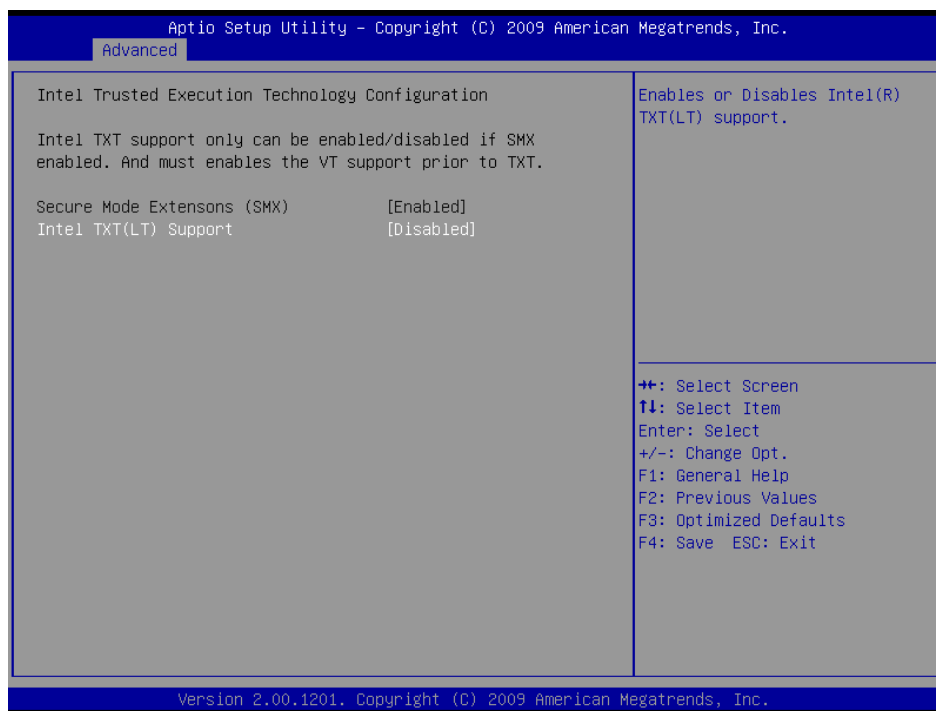 Aptio Setup Utility – Copyright (C) 2009 American Megatrends, Inc.
Advanced
Intel Trusted Execution Technology Configuration
Intel TXT support only can be enabled/disabled if SMX
enabled. And must enables the VT support prior to TXT.
Secure Mode Extensons (SMX) [Enabled]
Intel TXT(LT) Support [Disabled]
Enables or Disables Intel(R)
TXT(LT) support.
→←: Select Screen
↑↓: Select Item
Enter: Select
+/-: Change Opt.
F1: General Help
F2: Previous Values
F3: Optimized Defaults
F4: Save ESC: Exit
Version 2.00.1201. Copyright (C) 2009 American Megatrends, Inc.